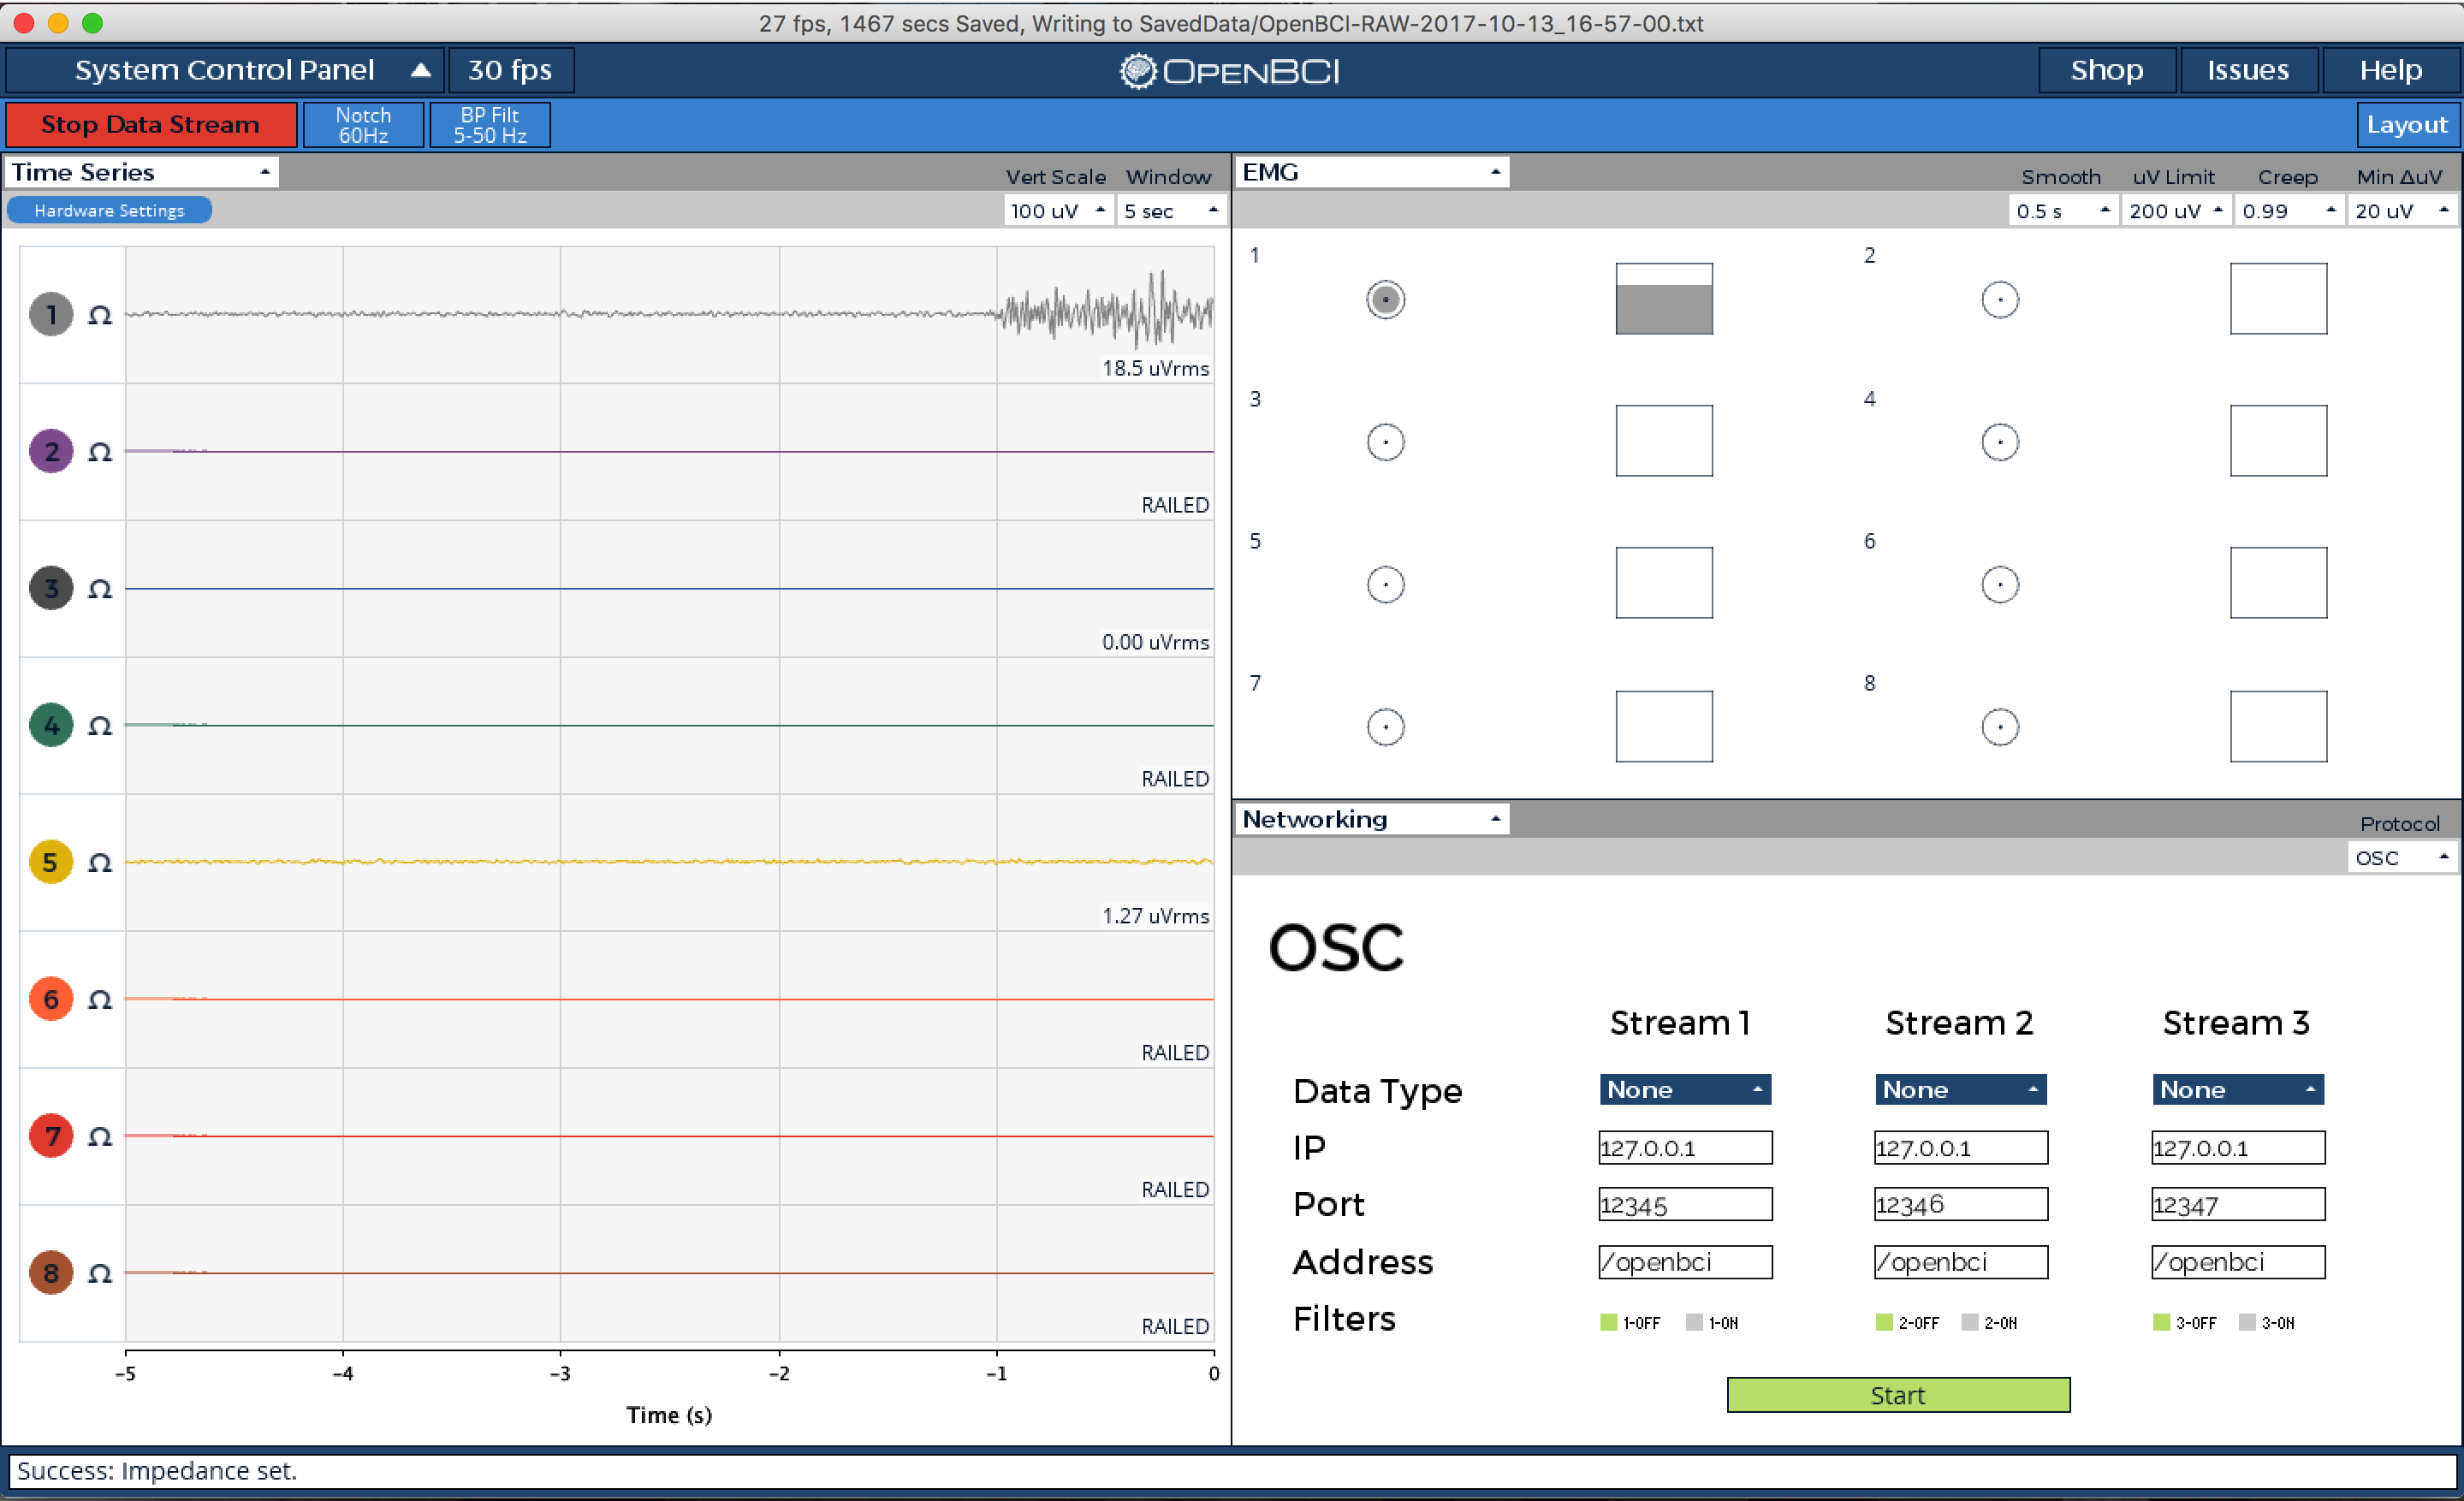 27 fps, 1467 secs Saved, Writing to SavedData/OpenBCI-RAW-2017-10-13_16-57-00.txt
System Control Panel 30 fps OPENBCI Shop Issues Help
Stop Data Stream Notch 60Hz BP Filt 5-50 Hz Layout
Time Series
Vert Scale Window
Hardware Settings 100 uV 5 sec
1 Ω
18.5 uVrms
2 Ω
RAILED
3 Ω
0.00 uVrms
4 Ω
RAILED
5 Ω
1.27 uVrms
6 Ω
RAILED
7 Ω
RAILED
8 Ω
RAILED
-5 -4 -3 -2 -1 0
Time (s)
EMG
Smooth uV Limit Creep Min ΔuV
0.5 s 200 uV 0.99 20 uV
1 2
3 4
5 6
7 8
Networking
Protocol
OSC
OSC
Stream 1 Stream 2 Stream 3
Data Type None None None
IP 127.0.0.1 127.0.0.1 127.0.0.1
Port 12345 12346 12347
Address /openbci /openbci /openbci
Filters 1-OFF 1-ON 2-OFF 2-ON 3-OFF 3-ON
Start
Success: Impedance set.